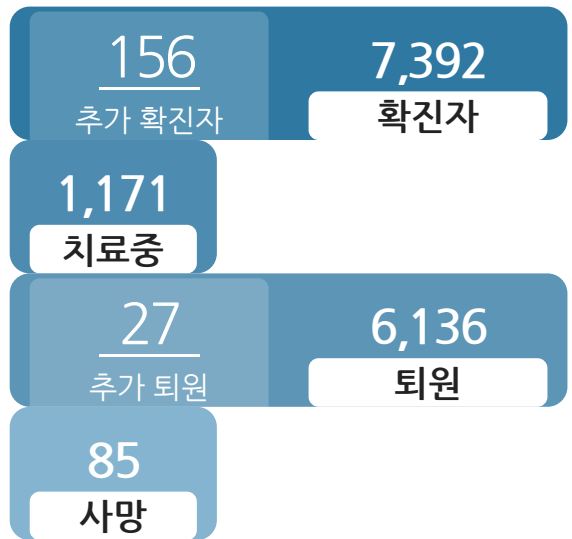 156
추가 확진자
7,392
확진자
1,171
치료중
27
추가 퇴원
6,136
퇴원
85
사망